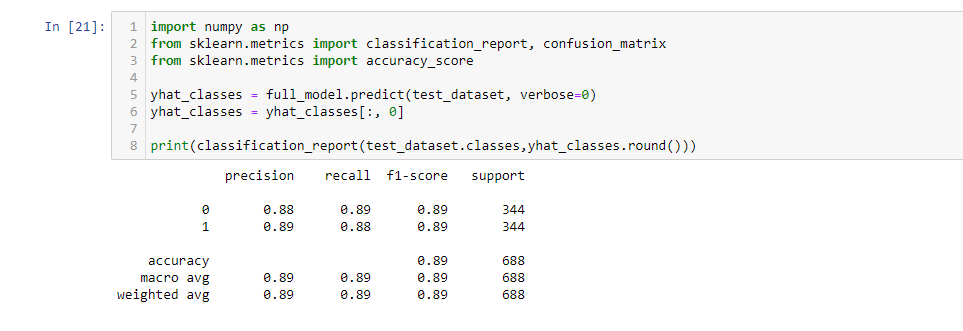 In [21]:
1 import numpy as np
2 from sklearn.metrics import classification_report, confusion_matrix
3 from sklearn.metrics import accuracy_score
4
5 yhat_classes = full_model.predict(test_dataset, verbose=0)
6 yhat_classes = yhat_classes[:, 0]
7
8 print(classification_report(test_dataset.classes,yhat_classes.round()))
precision recall f1-score support
0 0.88 0.89 0.89 344
1 0.89 0.88 0.89 344
accuracy 0.89 688
macro avg 0.89 0.89 0.89 688
weighted avg 0.89 0.89 0.89 688